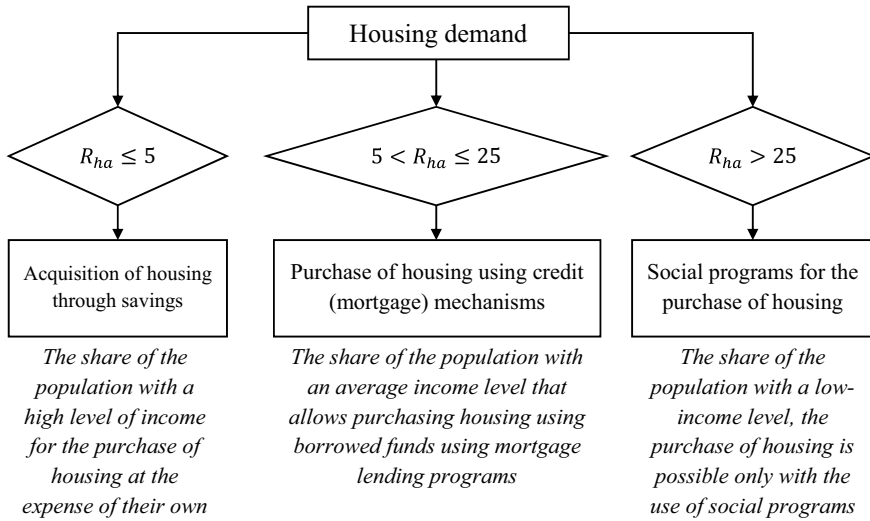 Housing demand
R_ha ≤ 5
5 < R_ha ≤ 25
R_ha > 25
Acquisition of housing
through savings
Purchase of housing using credit
(mortgage) mechanisms
Social programs for the
purchase of housing
The share of the
population with a
high level of income
for the purchase of
housing at the
expense of their own
The share of the population with
an average income level that
allows purchasing housing using
borrowed funds using mortgage
lending programs
The share of the
population with a low-
income level, the
purchase of housing is
possible only with the
use of social programs